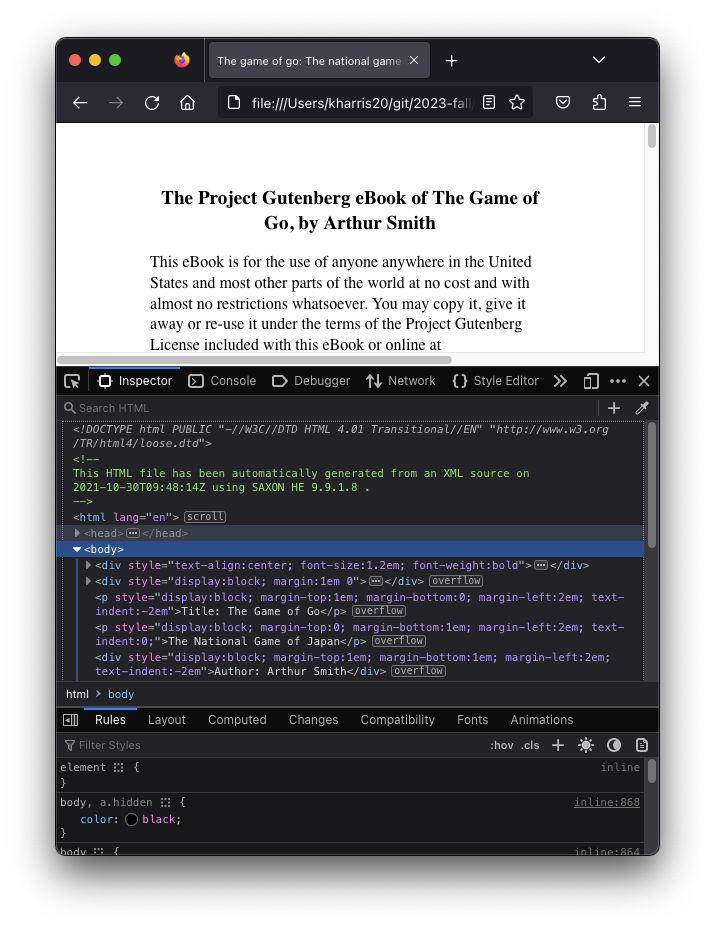 The game of go: The national game
file:///Users/kharris20/git/2023-fall
The Project Gutenberg eBook of The Game of
Go, by Arthur Smith
This eBook is for the use of anyone anywhere in the United
States and most other parts of the world at no cost and with
almost no restrictions whatsoever. You may copy it, give it
away or re-use it under the terms of the Project Gutenberg
License included with this eBook or online at
Inspector Console Debugger Network Style Editor
Search HTML
<!DOCTYPE html PUBLIC "-//W3C//DTD HTML 4.01 Transitional//EN" "http://www.w3.org
/TR/html4/loose.dtd">
<!--
This HTML file has been automatically generated from an XML source on
2021-10-30T09:48:14Z using SAXON HE 9.9.1.8 .
-->
<html lang="en"> scroll
<head>⋯</head>
<body>
<div style="text-align:center; font-size:1.2em; font-weight:bold">⋯</div>
<div style="display:block; margin:1em 0">⋯</div> overflow
<p style="display:block; margin-top:1em; margin-bottom:0; margin-left:2em; text-
indent:-2em">Title: The Game of Go</p> overflow
<p style="display:block; margin-top:0; margin-bottom:1em; margin-left:2em; text-
indent:0;">The National Game of Japan</p> overflow
<div style="display:block; margin-top:1em; margin-bottom:1em; margin-left:2em;
text-indent:-2em">Author: Arthur Smith</div> overflow
html > body
Rules Layout Computed Changes Compatibility Fonts Animations
Filter Styles :hov .cls
element { inline
}
body, a.hidden { inline:868
color: black;
}
body { inline:864